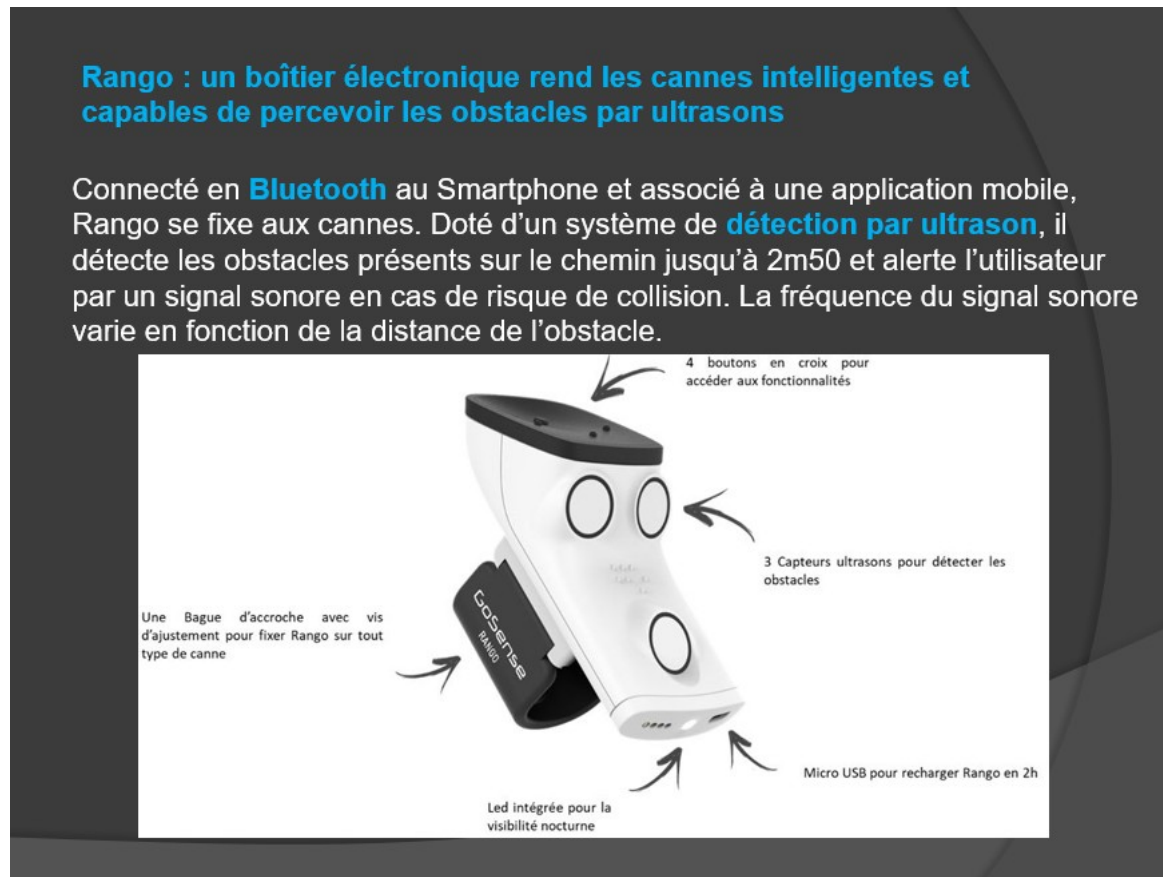 Rango : un boîtier électronique rend les cannes intelligentes et
capables de percevoir les obstacles par ultrasons
Connecté en Bluetooth au Smartphone et associé à une application mobile,
Rango se fixe aux cannes. Doté d’un système de détection par ultrason, il
détecte les obstacles présents sur le chemin jusqu’à 2m50 et alerte l’utilisateur
par un signal sonore en cas de risque de collision. La fréquence du signal sonore
varie en fonction de la distance de l’obstacle.
4 boutons en croix pour
accéder aux fonctionnalités
3 Capteurs ultrasons pour détecter les
obstacles
Une Bague d’accroche avec vis
d’ajustement pour fixer Rango sur tout
type de canne
GoSense
RANGO
Micro USB pour recharger Rango en 2h
Led intégrée pour la
visibilité nocturne